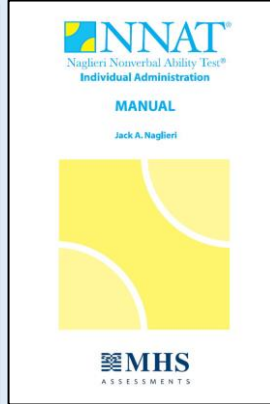 NNAT®
Naglieri Nonverbal Ability Test®
Individual Administration
MANUAL
Jack A. Naglieri
MHS
ASSESSMENTS